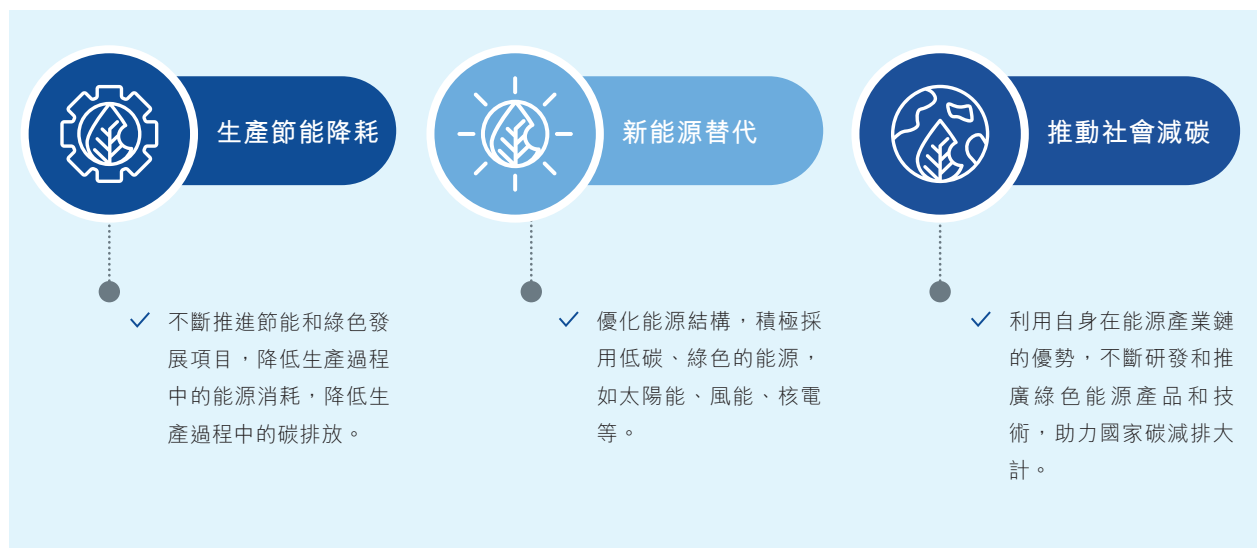 生產節能降耗
不斷推進節能和綠色發
展項目，降低生產過程
中的能源消耗，降低生
產過程中的碳排放。
新能源替代
優化能源結構，積極採
用低碳、綠色的能源，
如太陽能、風能、核電
等。
推動社會減碳
利用自身在能源產業鏈
的優勢，不斷研發和推
廣綠色能源產品和技
術，助力國家碳減排大
計。